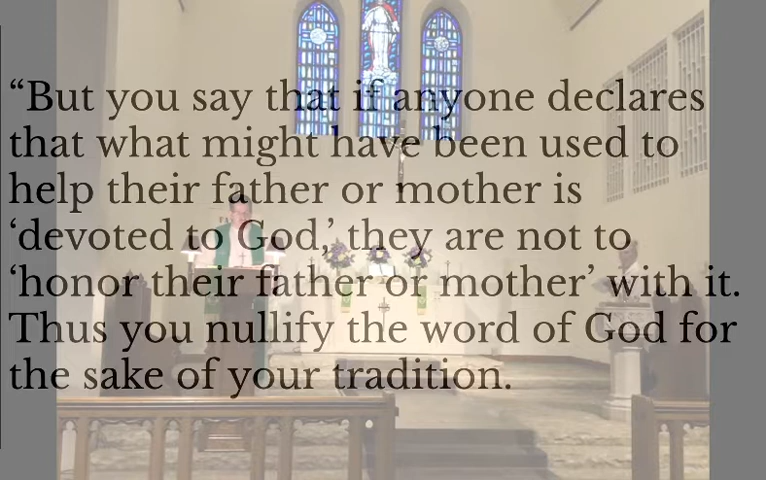 “But you say that if anyone declares
that what might have been used to
help their father or mother is
‘devoted to God,’ they are not to
‘honor their father or mother’ with it.
Thus you nullify the word of God for
the sake of your tradition.